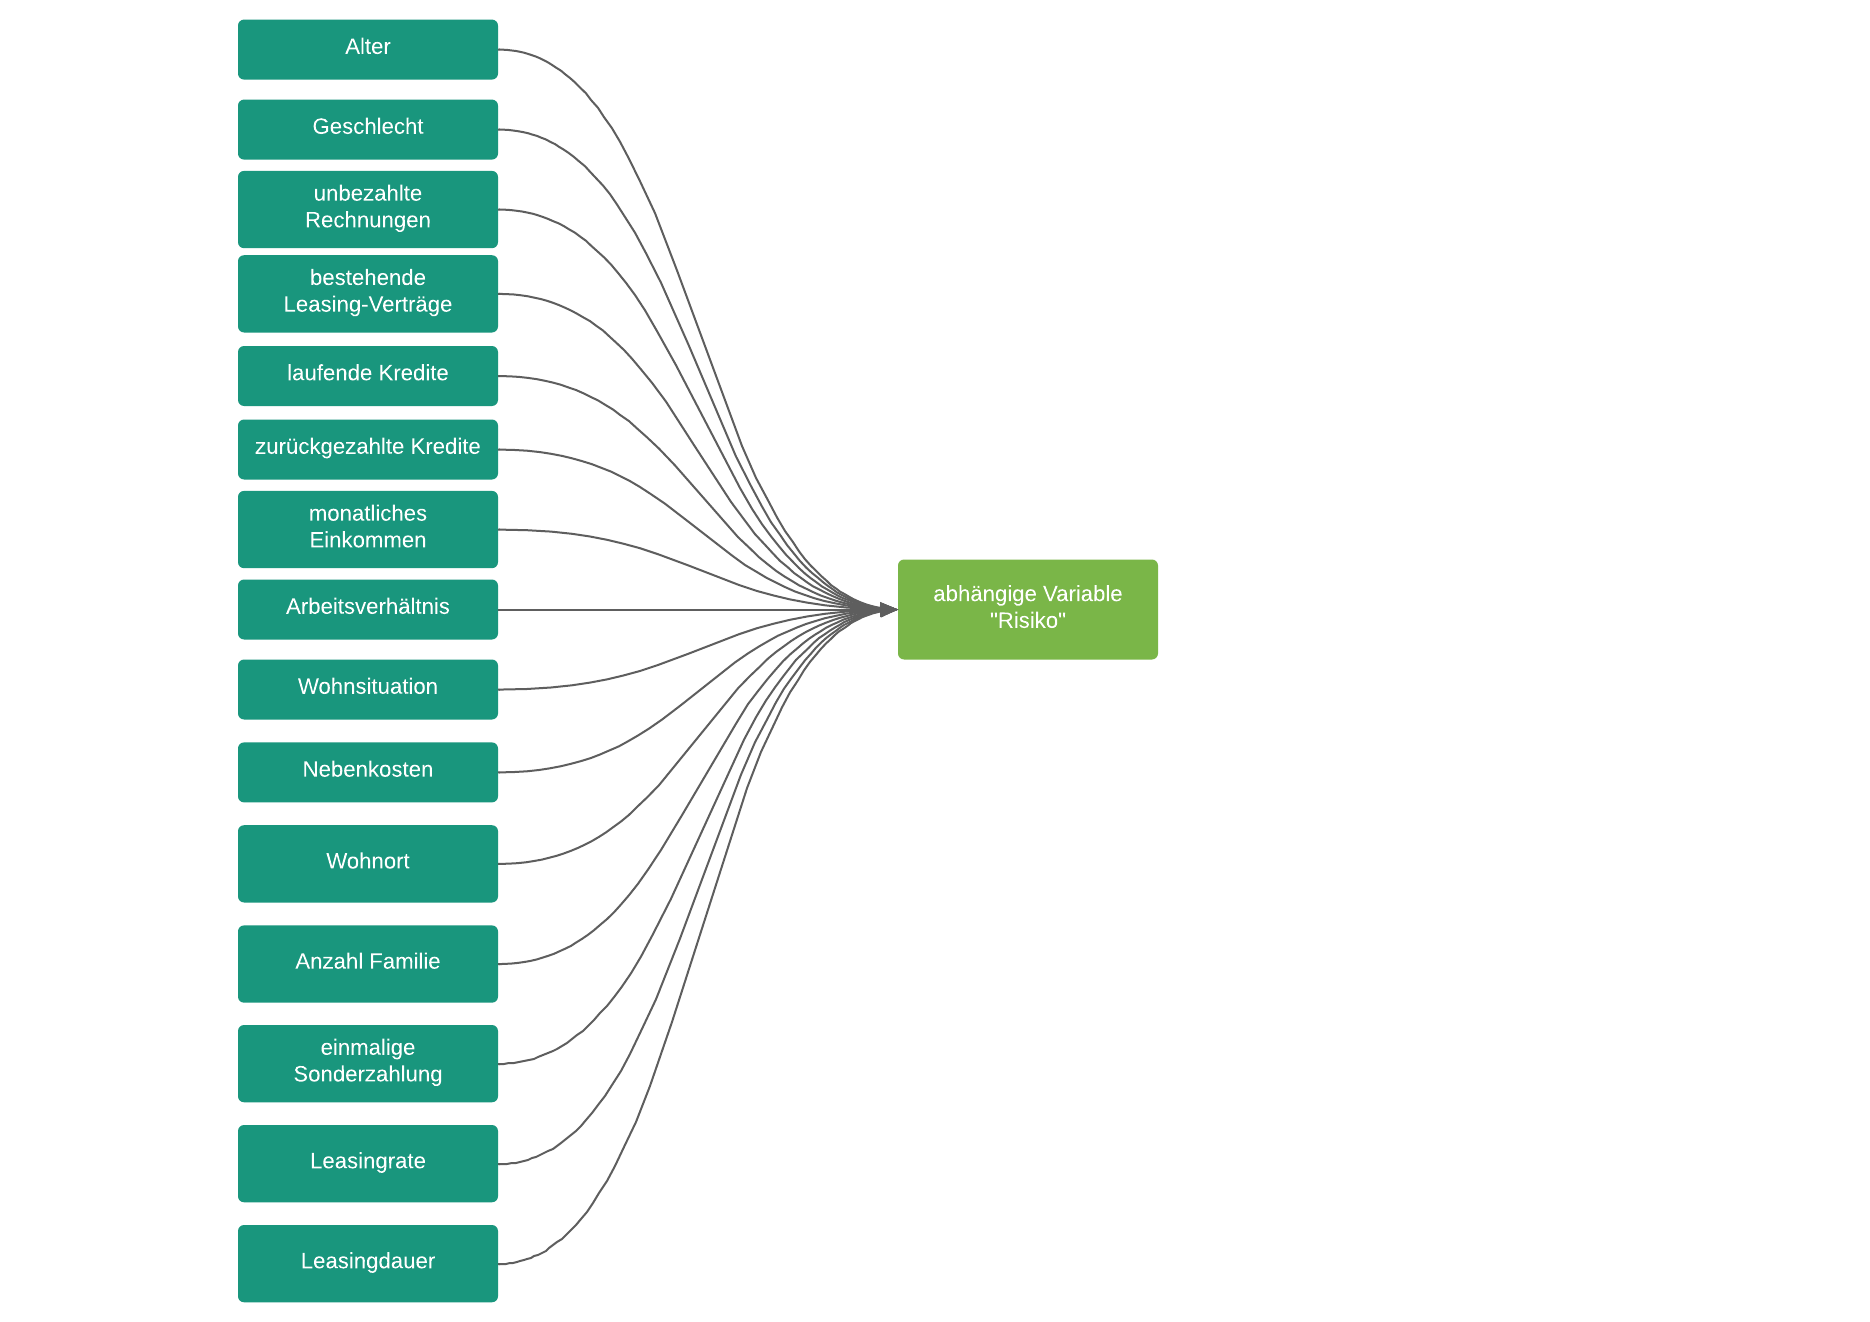 Alter
Geschlecht
unbezahlte
Rechnungen
bestehende
Leasing-Verträge
laufende Kredite
zurückgezahlte Kredite
monatliches
Einkommen
Arbeitsverhältnis
Wohnsituation
Nebenkosten
Wohnort
Anzahl Familie
einmalige
Sonderzahlung
Leasingrate
Leasingdauer
abhängige Variable
"Risiko"